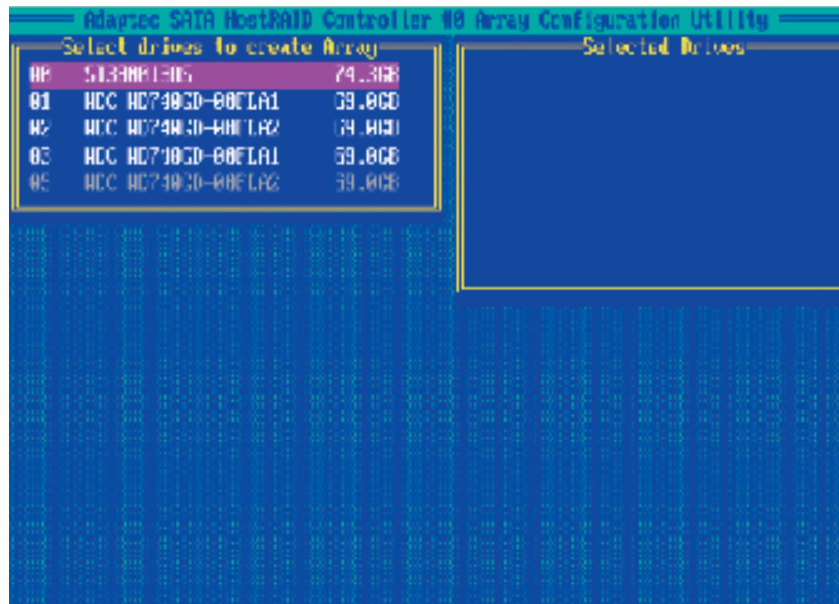 Adaptec SATA HostRAID Controller #0 Array Configuration Utility
Select drives to create Array
00 74.3GB
01 WDC WD740GD-00FLA1 69.0GB
02 WDC WD740GD-00FLA2 69.0GB
03 WDC WD740GD-00FLA1 69.0GB
05 WDC WD740GD-00FLA2 69.0GB
Selected Drives